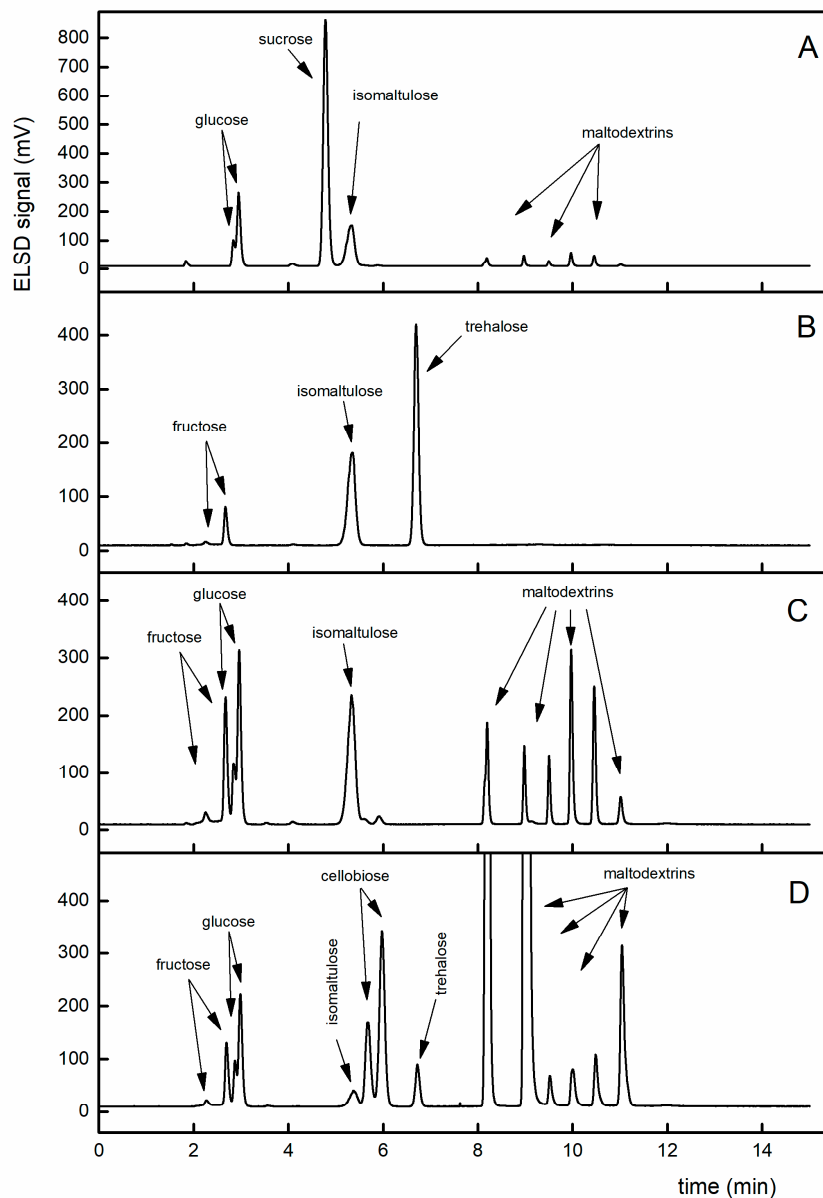 A
sucrose
isomaltulose
glucose
maltodextrins
800
700
600
500
400
300
200
100
0
ELSD signal (mV)
B
trehalose
isomaltulose
fructose
400
300
200
100
0
C
glucose
maltodextrins
fructose
isomaltulose
400
300
200
100
0
D
cellobiose
maltodextrins
glucose
fructose
isomaltulose
trehalose
400
300
200
100
0
0 2 4 6 8 10 12 14
time (min)